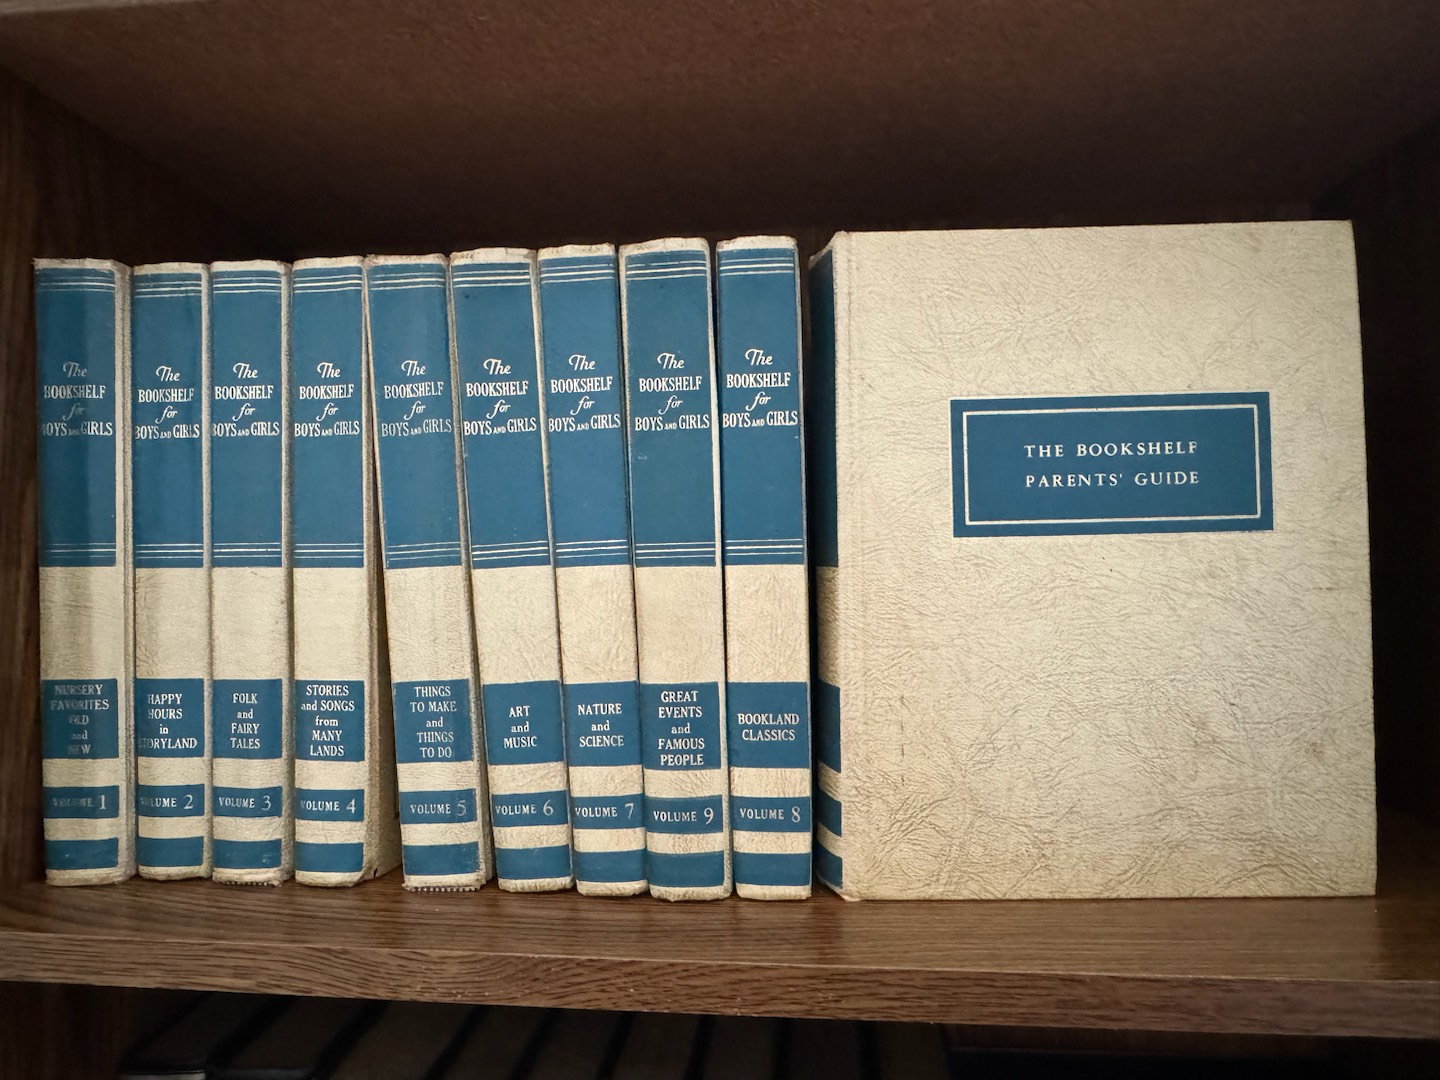 The
BOOKSHELF
for
BOYS AND GIRLS
NURSERY
FAVORITES
OLD
and
NEW
VOLUME 1
The
BOOKSHELF
for
BOYS AND GIRLS
HAPPY
HOURS
in
STORYLAND
VOLUME 2
The
BOOKSHELF
for
BOYS AND GIRLS
FOLK
and
FAIRY
TALES
VOLUME 3
The
BOOKSHELF
for
BOYS AND GIRLS
STORIES
and SONGS
from
MANY
LANDS
VOLUME 4
The
BOOKSHELF
for
BOYS AND GIRLS
THINGS
TO MAKE
and
THINGS
TO DO
VOLUME 5
The
BOOKSHELF
for
BOYS AND GIRLS
ART
and
MUSIC
VOLUME 6
The
BOOKSHELF
for
BOYS AND GIRLS
NATURE
and
SCIENCE
VOLUME 7
The
BOOKSHELF
for
BOYS AND GIRLS
GREAT
EVENTS
and
FAMOUS
PEOPLE
VOLUME 9
The
BOOKSHELF
for
BOYS AND GIRLS
BOOKLAND
CLASSICS
VOLUME 8
THE BOOKSHELF
PARENTS' GUIDE